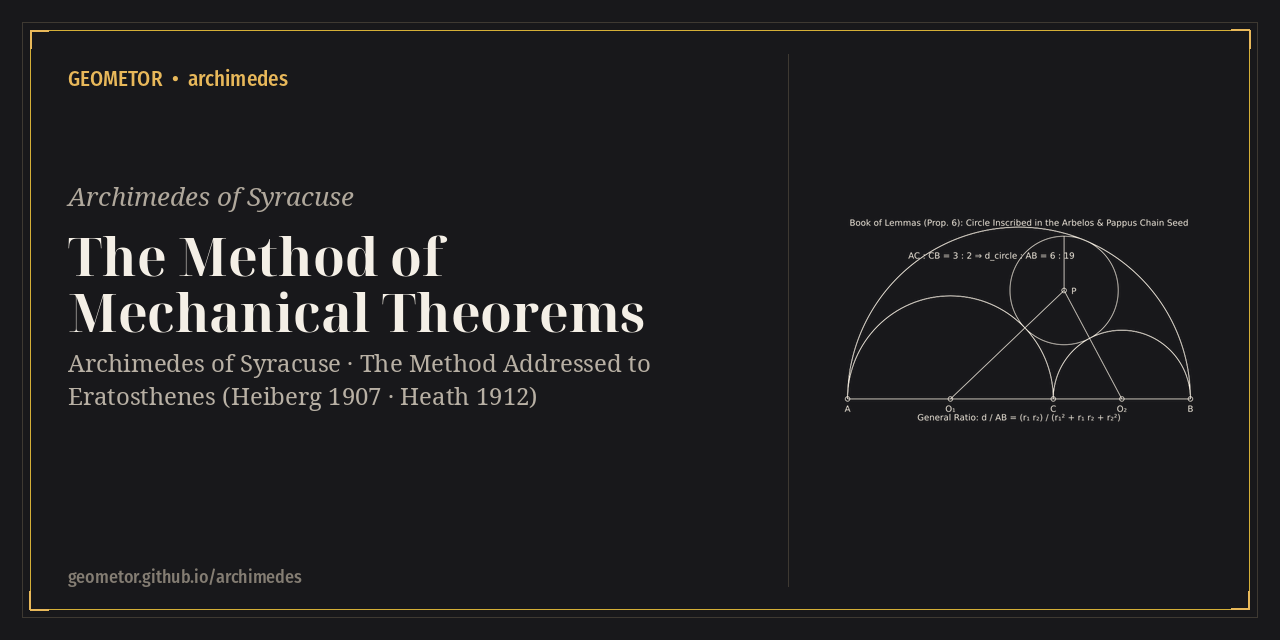 GEOMETOR • archimedes
Archimedes of Syracuse
The Method of
Mechanical Theorems
Archimedes of Syracuse · The Method Addressed to
Eratosthenes (Heiberg 1907 · Heath 1912)
geometor.github.io/archimedes
Book of Lemmas (Prop. 6): Circle Inscribed in the Arbelos & Pappus Chain Seed
AC : CB = 3 : 2 ⇒ d_circle : AB = 6 : 19
P
A O₁ C O₂ B
General Ratio: d / AB = (r₁ r₂) / (r₁² + r₁ r₂ + r₂²)